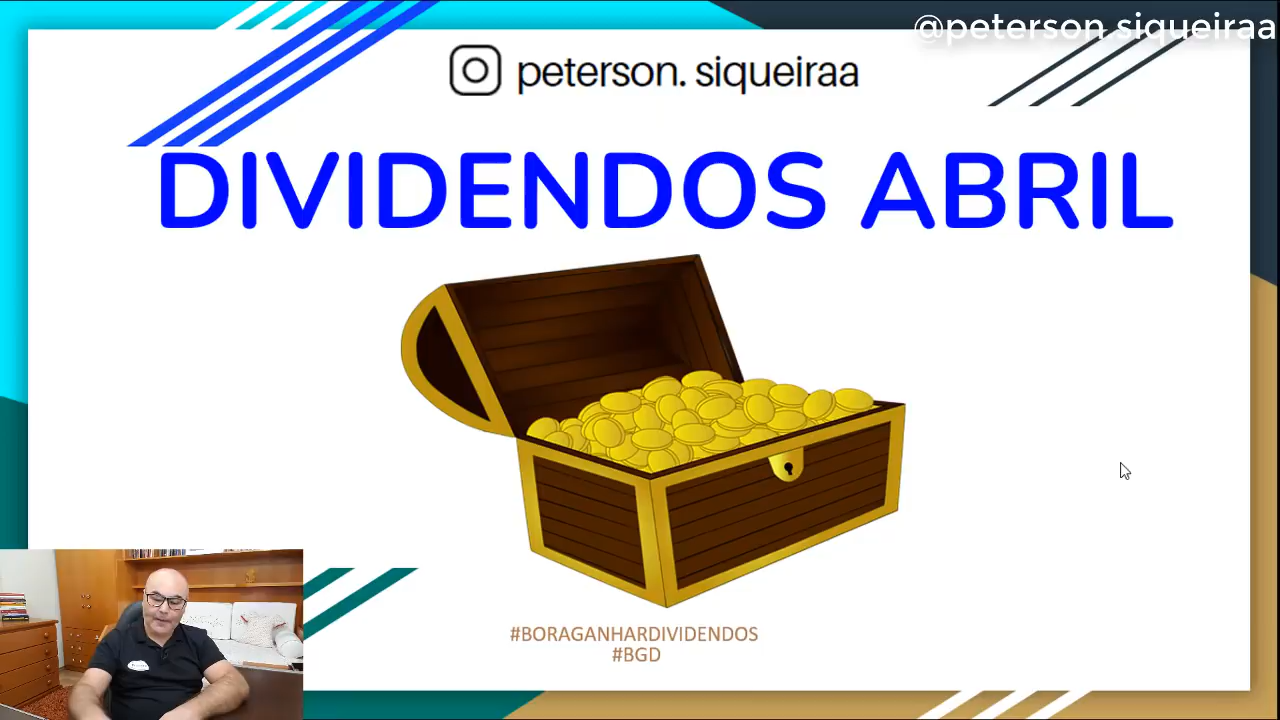 @peterson.siqueiraa
peterson. siqueiraa
DIVIDENDOS ABRIL
#BORAGANHARDIVIDENDOS
#BGD